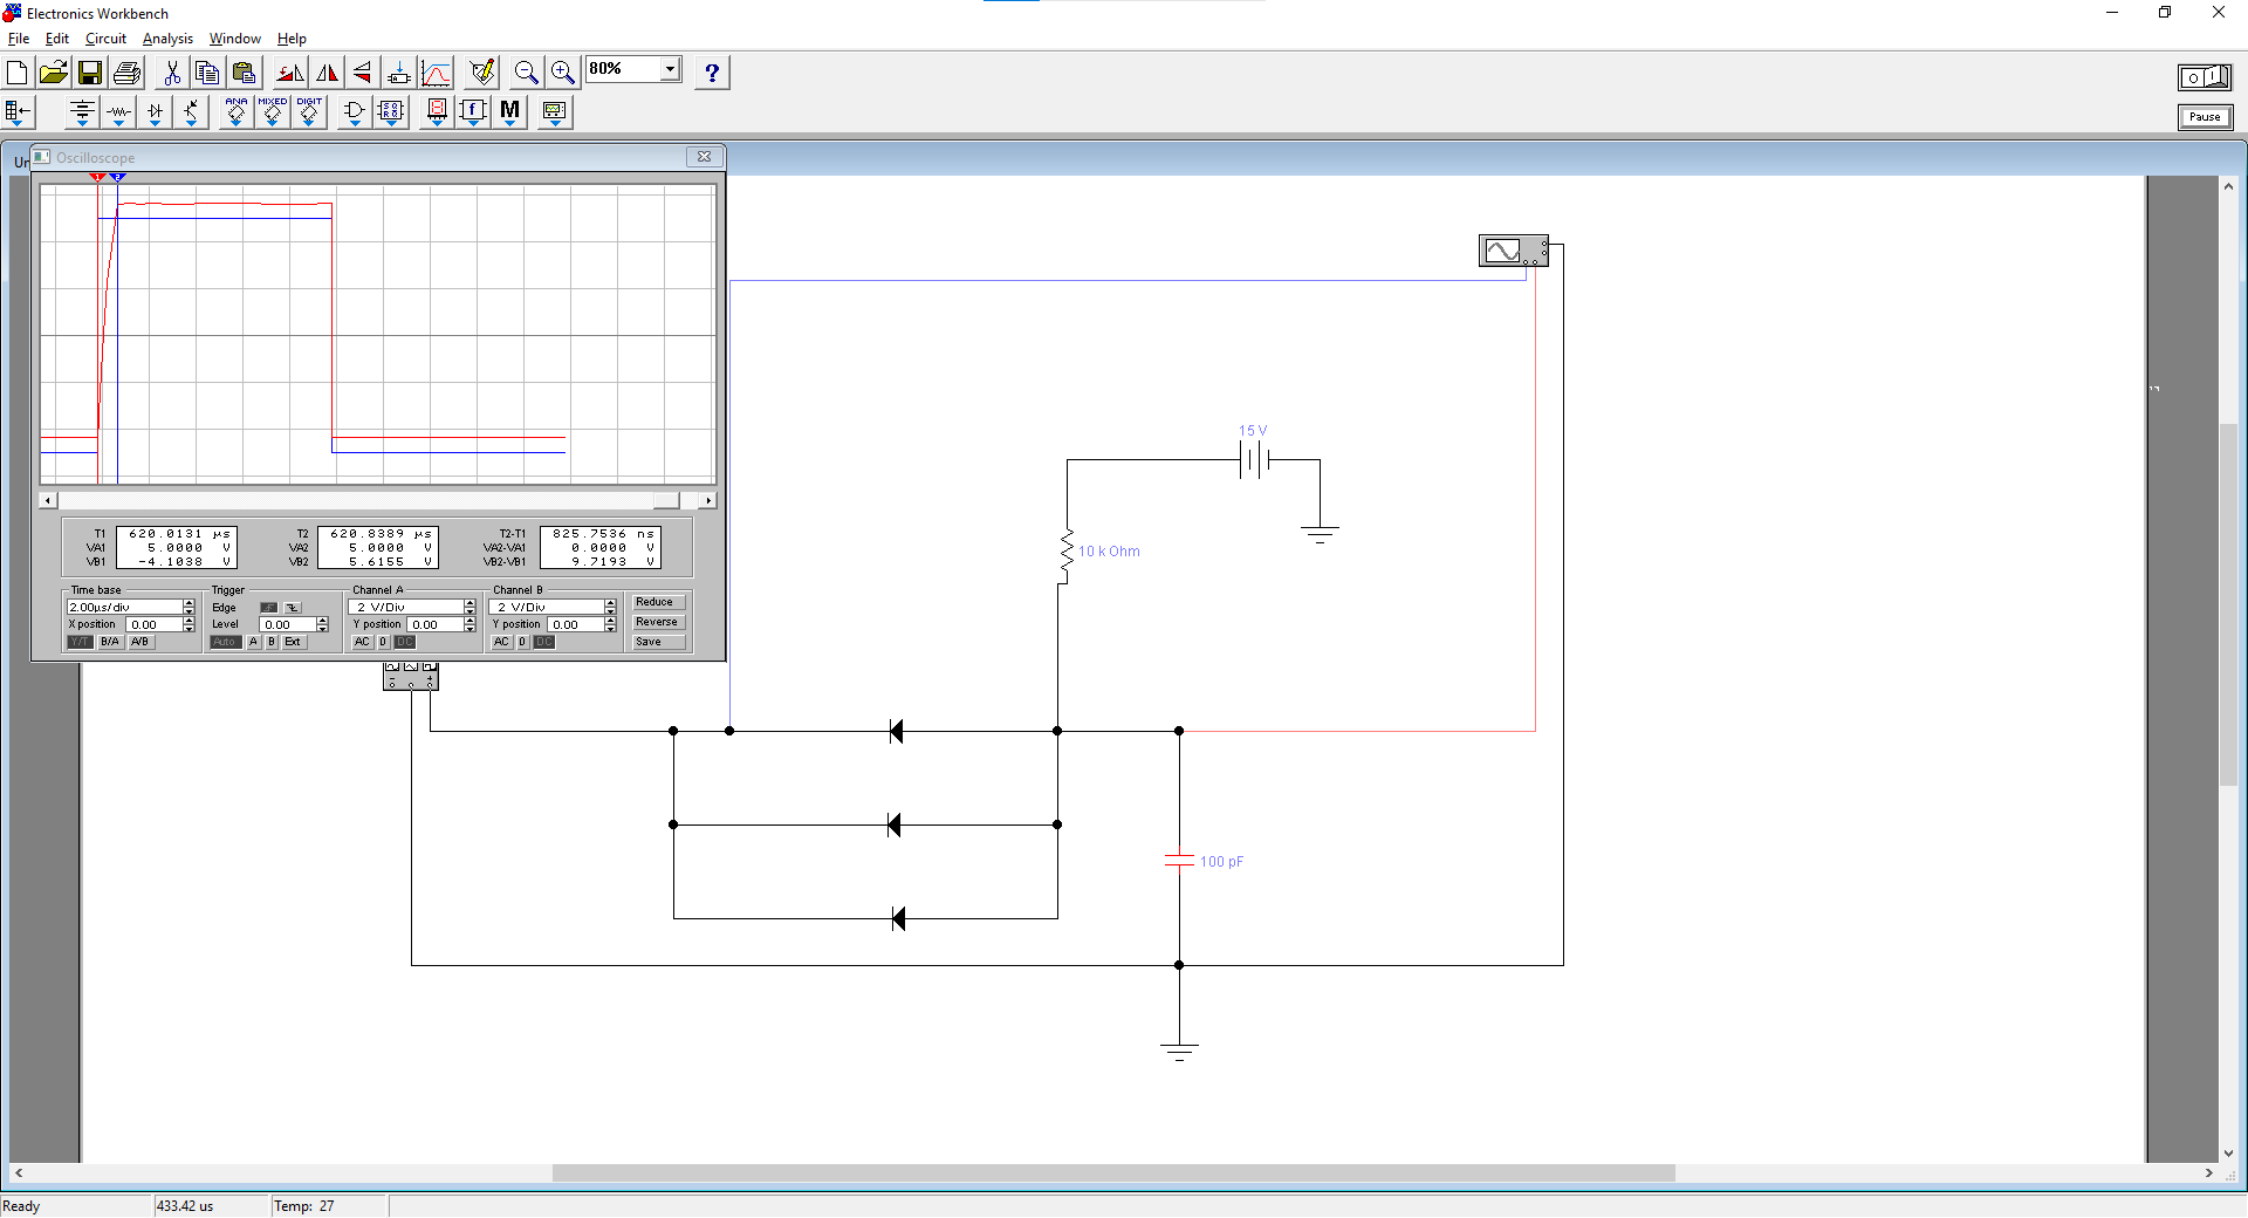 Electronics Workbench
File Edit Circuit Analysis Window Help
80%
?
ANA MIXED DIGIT
f M
Pause
Oscilloscope
1 2
T1 620.0131 µs T2 620.8389 µs T2-T1 825.7536 ns
VA1 5.0000 V VA2 5.0000 V VA2-VA1 0.0000 V
VB1 -4.1038 V VB2 5.6155 V VB2-VB1 9.7193 V
Time base Trigger Channel A Channel B
2.00µs/div Edge 2 V/Div 2 V/Div Reduce
X position 0.00 Level 0.00 Y position 0.00 Y position 0.00 Reverse
Y/T B/A A/B Auto A B Ext AC 0 DC AC 0 DC Save
15 V
10 k Ohm
100 pF
Ready 433.42 us Temp: 27